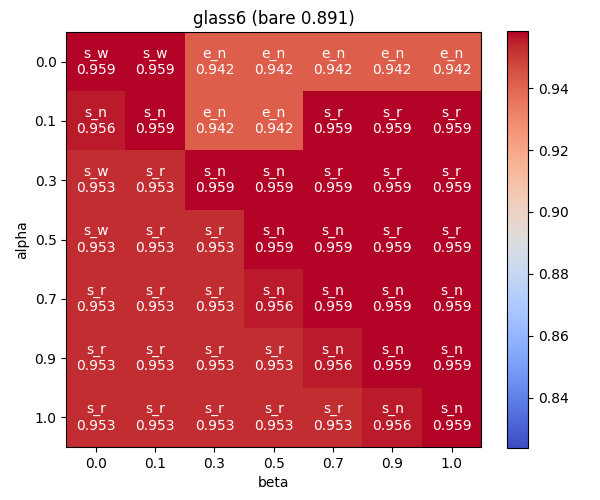 glass6 (bare 0.891)
s_w s_w e_n e_n e_n e_n e_n
0.0 0.959 0.959 0.942 0.942 0.942 0.942 0.942
s_n s_n e_n e_n s_r s_r s_r
0.1 0.956 0.959 0.942 0.942 0.959 0.959 0.959
s_w s_r s_n s_n s_r s_r s_r
0.3 0.953 0.953 0.959 0.959 0.959 0.959 0.959
s_w s_r s_r s_n s_n s_r s_r
0.5 0.953 0.953 0.953 0.959 0.959 0.959 0.959
s_r s_r s_r s_n s_n s_n s_n
0.7 0.953 0.953 0.953 0.956 0.959 0.959 0.959
s_r s_r s_r s_r s_n s_n s_n
0.9 0.953 0.953 0.953 0.953 0.956 0.959 0.959
s_r s_r s_r s_r s_r s_n s_n
1.0 0.953 0.953 0.953 0.953 0.953 0.956 0.959
0.0 0.1 0.3 0.5 0.7 0.9 1.0
beta
alpha
0.94
0.92
0.90
0.88
0.86
0.84